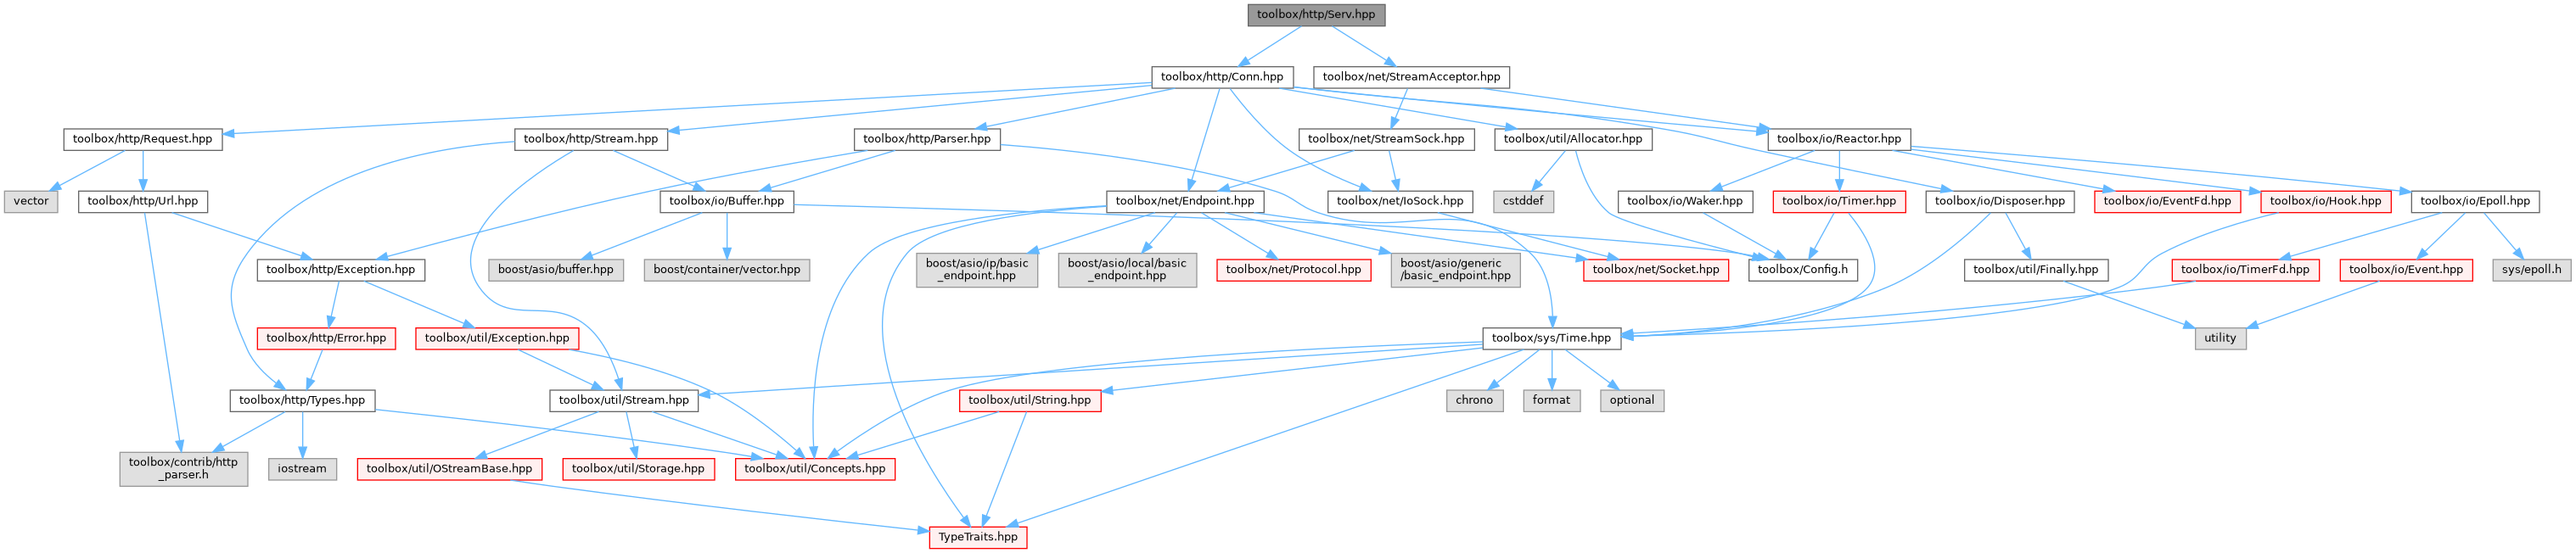 toolbox/http/Serv.hpp
toolbox/http/Conn.hpp
toolbox/net/StreamAcceptor.hpp
toolbox/http/Request.hpp
toolbox/http/Stream.hpp
toolbox/http/Parser.hpp
toolbox/net/StreamSock.hpp
toolbox/util/Allocator.hpp
toolbox/io/Reactor.hpp
vector
toolbox/http/Url.hpp
toolbox/io/Buffer.hpp
toolbox/net/Endpoint.hpp
toolbox/net/IoSock.hpp
cstddef
toolbox/io/Waker.hpp
toolbox/io/Timer.hpp
toolbox/io/Disposer.hpp
toolbox/io/EventFd.hpp
toolbox/io/Hook.hpp
toolbox/io/Epoll.hpp
toolbox/http/Exception.hpp
boost/asio/buffer.hpp
boost/container/vector.hpp
boost/asio/ip/basic
_endpoint.hpp
boost/asio/local/basic
_endpoint.hpp
toolbox/net/Protocol.hpp
boost/asio/generic
/basic_endpoint.hpp
toolbox/net/Socket.hpp
toolbox/Config.h
toolbox/util/Finally.hpp
toolbox/io/TimerFd.hpp
toolbox/io/Event.hpp
sys/epoll.h
toolbox/http/Error.hpp
toolbox/util/Exception.hpp
toolbox/sys/Time.hpp
utility
toolbox/http/Types.hpp
toolbox/util/Stream.hpp
toolbox/util/String.hpp
chrono
format
optional
toolbox/contrib/http
_parser.h
iostream
toolbox/util/OStreamBase.hpp
toolbox/util/Storage.hpp
toolbox/util/Concepts.hpp
TypeTraits.hpp